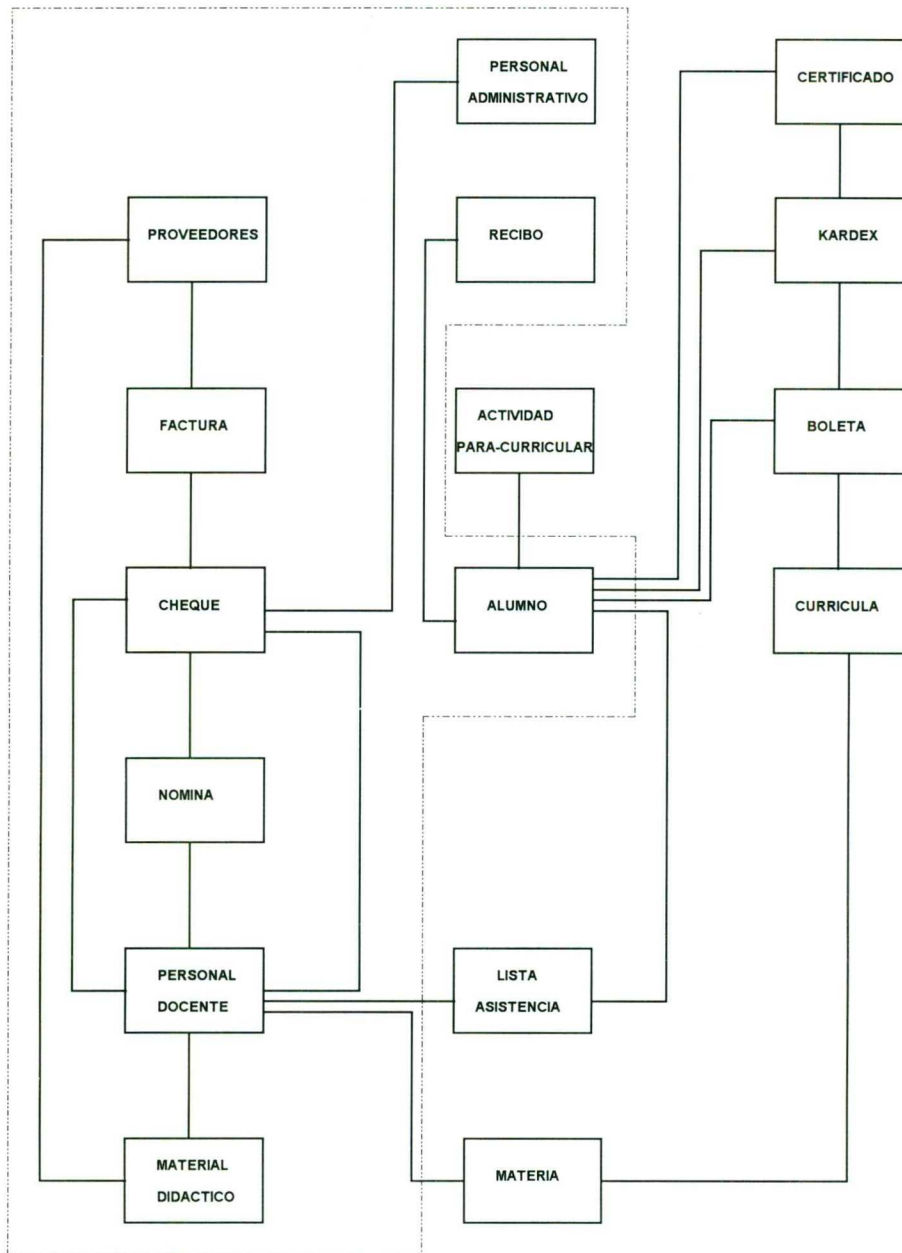 PERSONAL
ADMINISTRATIVO
CERTIFICADO
PROVEEDORES
RECIBO
KARDEX
FACTURA
ACTIVIDAD
PARA-CURRICULAR
BOLETA
CHEQUE
ALUMNO
CURRICULA
NOMINA
PERSONAL
DOCENTE
LISTA
ASISTENCIA
MATERIAL
DIDACTICO
MATERIA